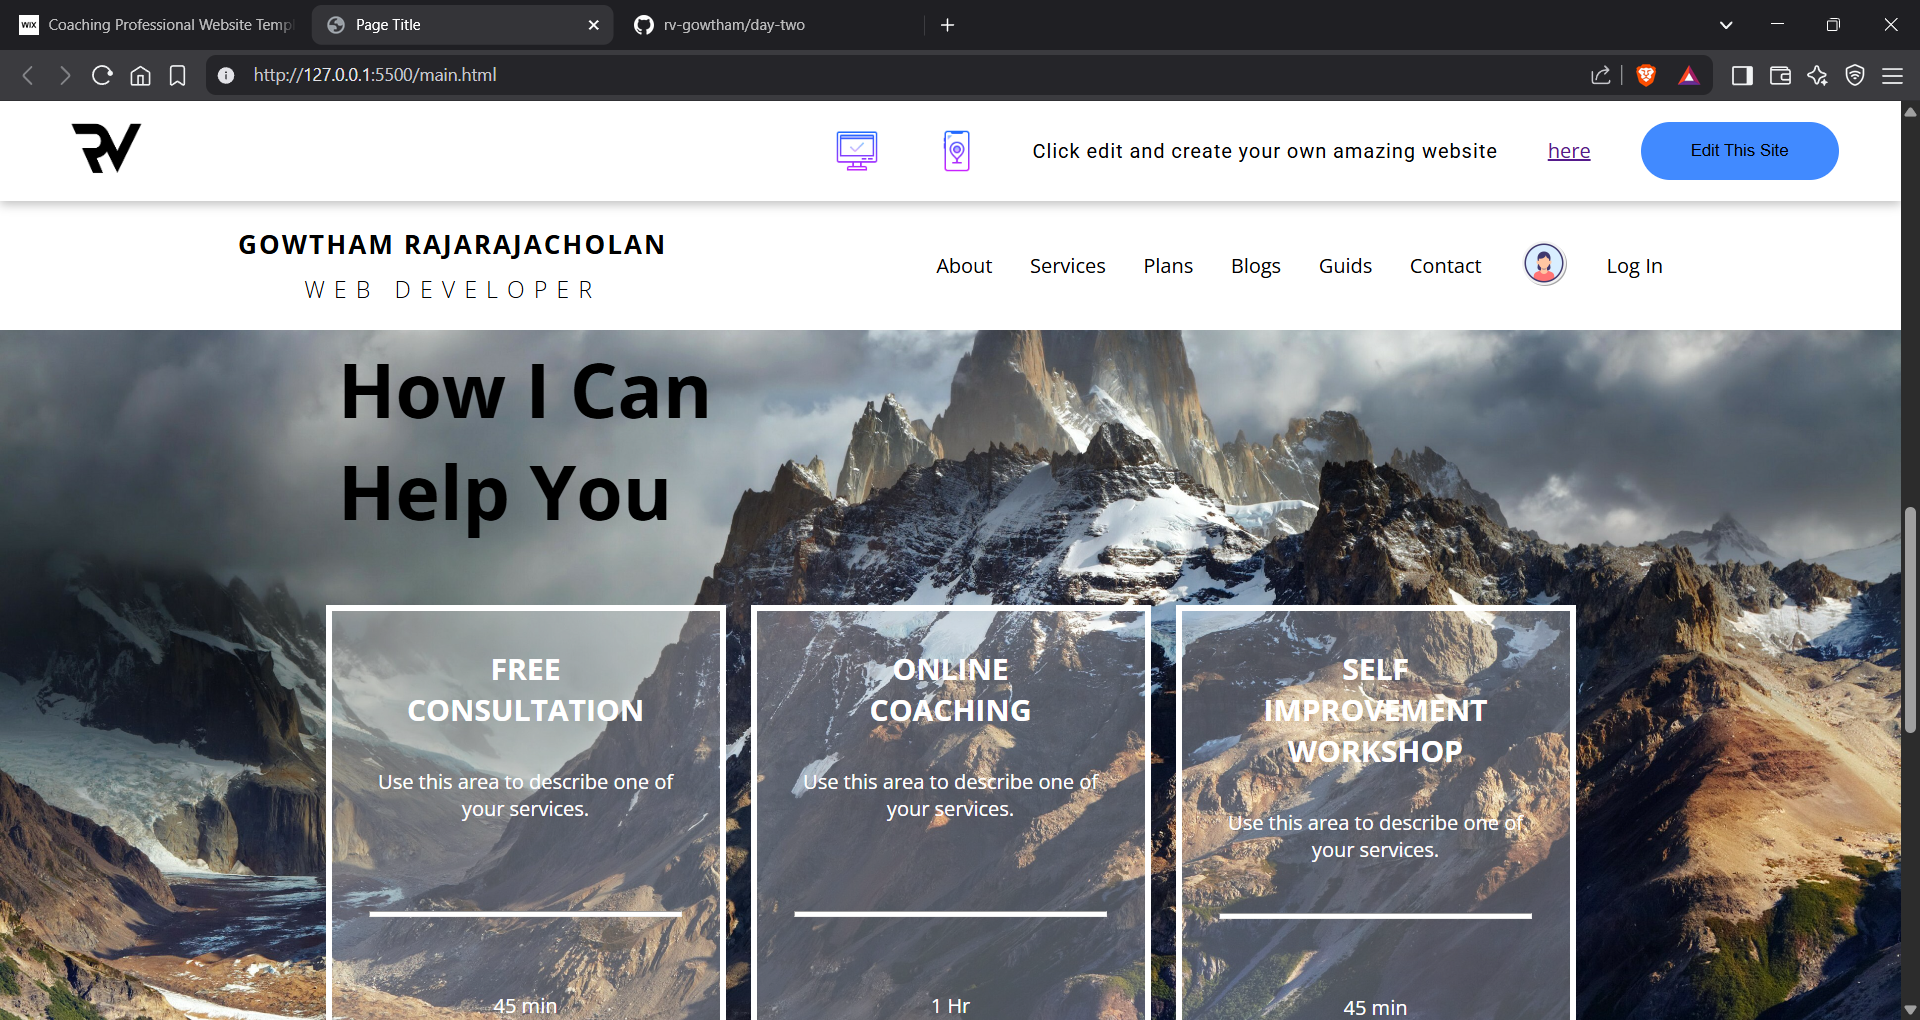 WIX Coaching Professional Website Temp
Page Title
rv-gowtham/day-two
http://127.0.0.1:5500/main.html
RV
Click edit and create your own amazing website here
Edit This Site
GOWTHAM RAJARAJACHOLAN
WEB DEVELOPER
About Services Plans Blogs Guids Contact Log In
How I Can
Help You
FREE
CONSULTATION
Use this area to describe one of
your services.
45 min
ONLINE
COACHING
Use this area to describe one of
your services.
1 Hr
SELF
IMPROVEMENT
WORKSHOP
Use this area to describe one of
your services.
45 min